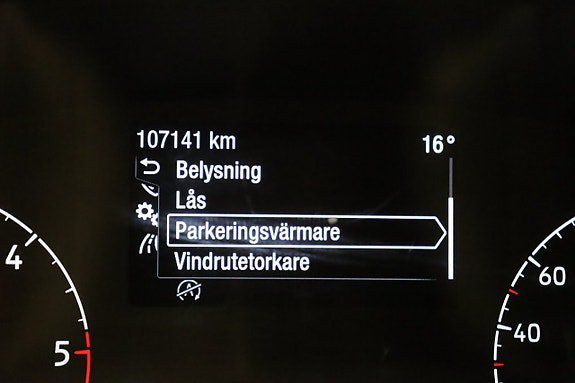 107141 km 16°
Belysning
Lås
Parkeringsvärmare
Vindrutetorkare
A
4
5
60
40